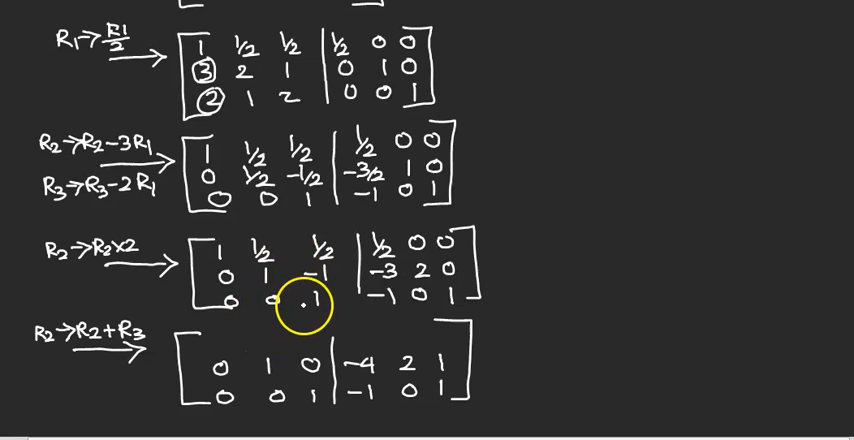 R1→R1/2 [ 1 1/2 1/2 | 1/2 0 0 ]
3 2 1 | 0 1 0
2 1 2 | 0 0 1
R2→R2-3R1 [ 1 1/2 1/2 | 1/2 0 0 ]
R3→R3-2R1 0 1/2 -1/2 | -3/2 1 0
0 0 1 | -1 0 1
R2→R2×2 [ 1 1/2 1/2 | 1/2 0 0 ]
0 1 -1 | -3 2 0
0 0 1 | -1 0 1
R2→R2+R3
0 1 0 | -4 2 1
0 0 1 | -1 0 1